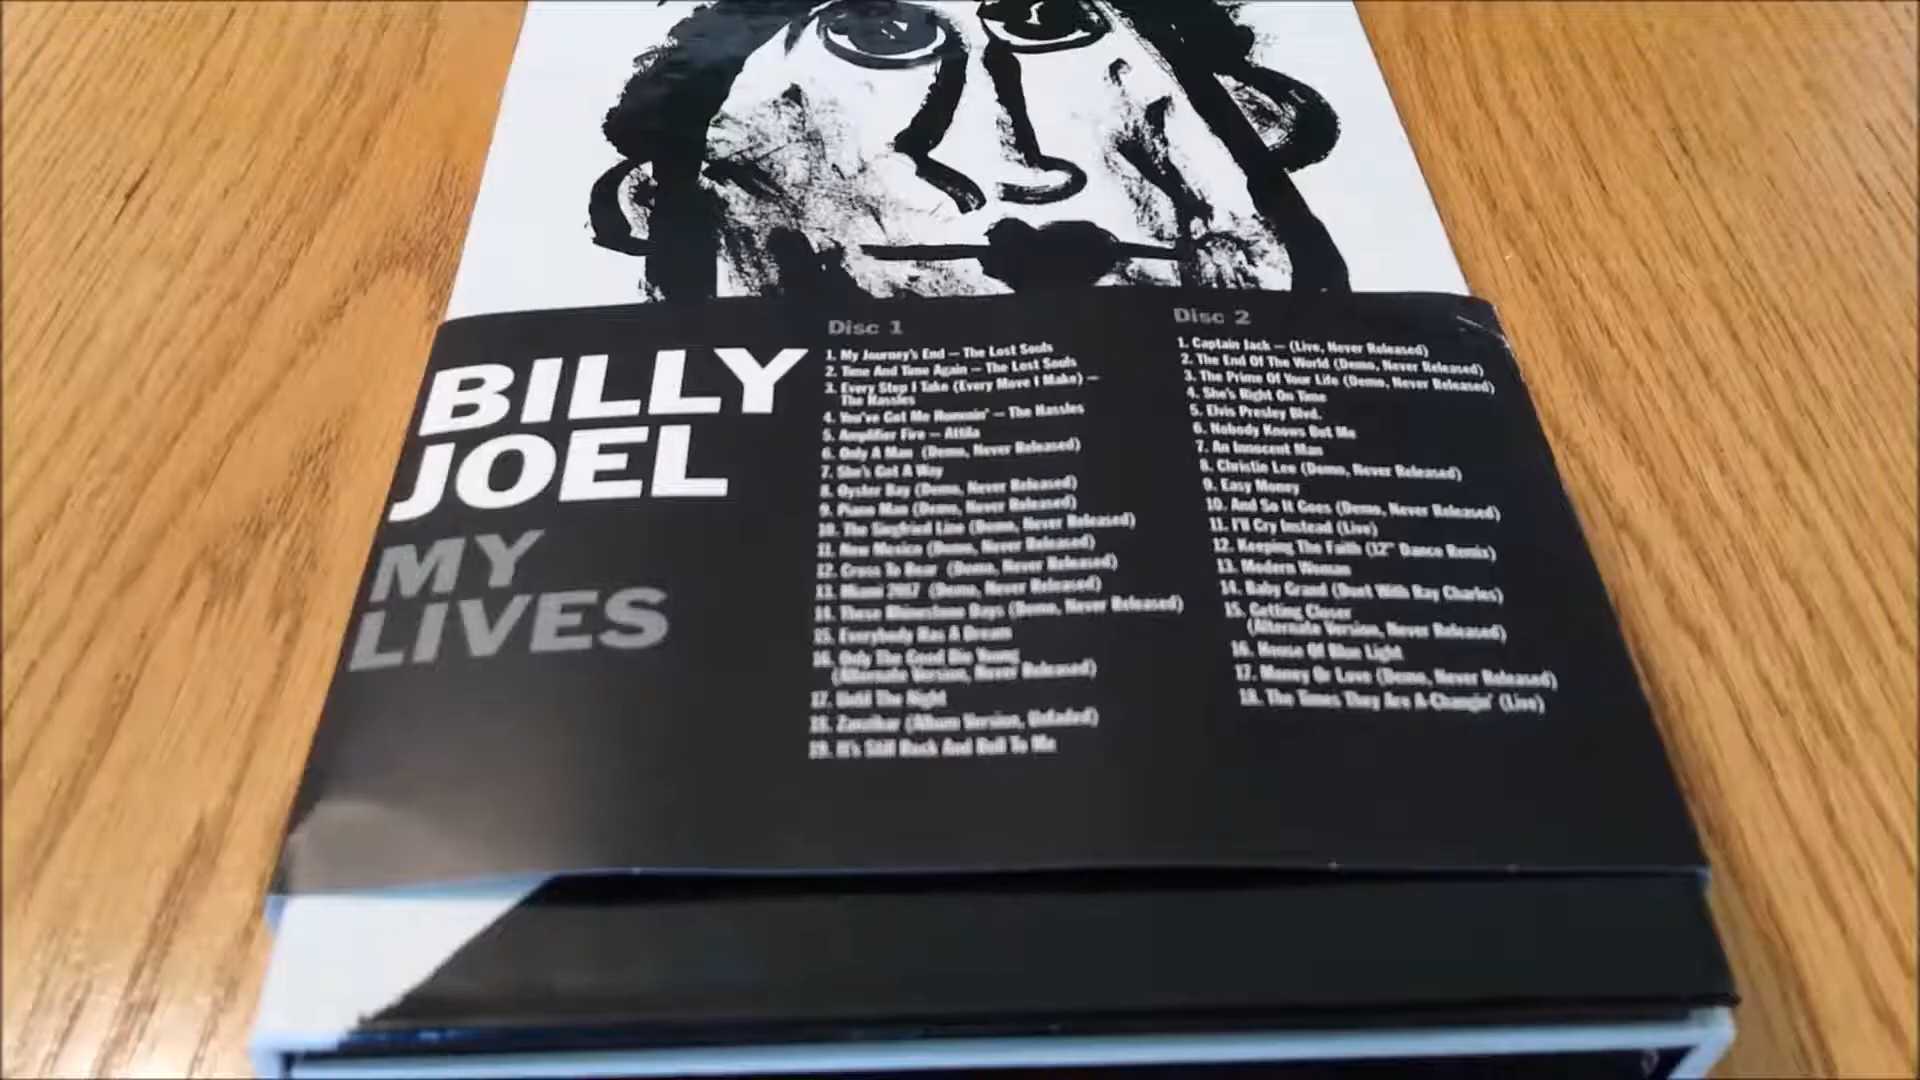 BILLY
JOEL
MY
LIVES
Disc 1
1. My Journey's End – The Lost Souls
2. Time And Time Again – The Lost Souls
3. Every Step I Take (Every Move I Make) –
The Hassles
4. You've Got Me Hummin' – The Hassles
5. Amplifier Fire – Attila
6. Only A Man (Demo, Never Released)
7. She's Got A Way
8. Oyster Bay (Demo, Never Released)
9. Piano Man (Demo, Never Released)
10. The Siegfried Line (Demo, Never Released)
11. New Mexico (Demo, Never Released)
12. Cross To Bear (Demo, Never Released)
13. Miami 2017 (Demo, Never Released)
14. These Rhinestone Days (Demo, Never Released)
15. Everybody Has A Dream
16. Only The Good Die Young
(Alternate Version, Never Released)
17. Until The Night
18. Zanzibar (Album Version, Unfaded)
19. It's Still Rock And Roll To Me
Disc 2
1. Captain Jack – (Live, Never Released)
2. The End Of The World (Demo, Never Released)
3. The Prime Of Your Life (Demo, Never Released)
4. She's Right On Time
5. Elvis Presley Blvd.
6. Nobody Knows But Me
7. An Innocent Man
8. Christie Lee (Demo, Never Released)
9. Easy Money
10. And So It Goes (Demo, Never Released)
11. I'll Cry Instead (Live)
12. Keeping The Faith (12" Dance Remix)
13. Modern Woman
14. Baby Grand (Duet With Ray Charles)
15. Getting Closer
(Alternate Version, Never Released)
16. House Of Blue Light
17. Money Or Love (Demo, Never Released)
18. The Times They Are A-Changin' (Live)